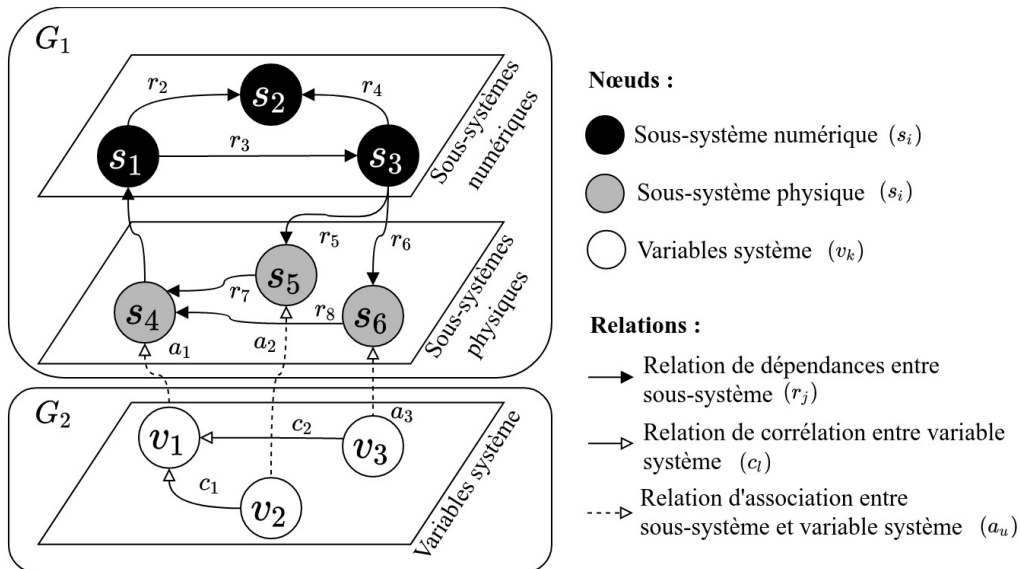 G₁
r₂
s₂
r₄
s₁
r₃
s₃
Sous-systèmes
numériques
r₅
r₆
s₅
r₇
s₄
r₈
s₆
Sous-systèmes
physiques
a₁
a₂
G₂
a₃
v₁
c₂
v₃
c₁
v₂
Variables système
Nœuds :
Sous-système numérique (sᵢ)
Sous-système physique (sᵢ)
Variables système (vₖ)
Relations :
Relation de dépendances entre
sous-système (rⱼ)
Relation de corrélation entre variable
système (cₗ)
Relation d'association entre
sous-système et variable système (aᵤ)